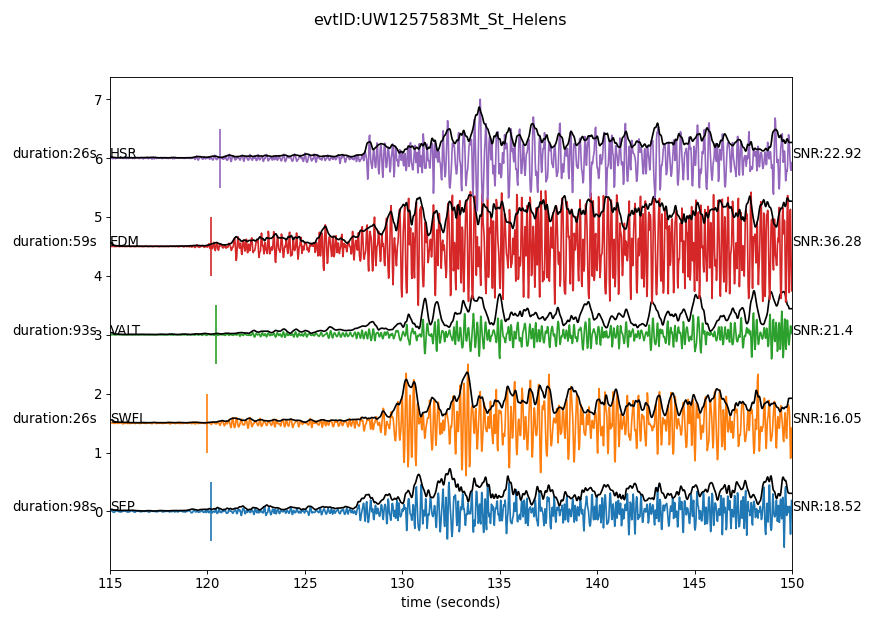 evtID:UW1257583Mt_St_Helens
7
duration:26s HSR SNR:22.92
6
5
duration:59s EDM SNR:36.28
4
duration:93s VALT SNR:21.4
3
2
duration:26s SWFL SNR:16.05
1
duration:98s SEP SNR:18.52
0
115 120 125 130 135 140 145 150
time (seconds)